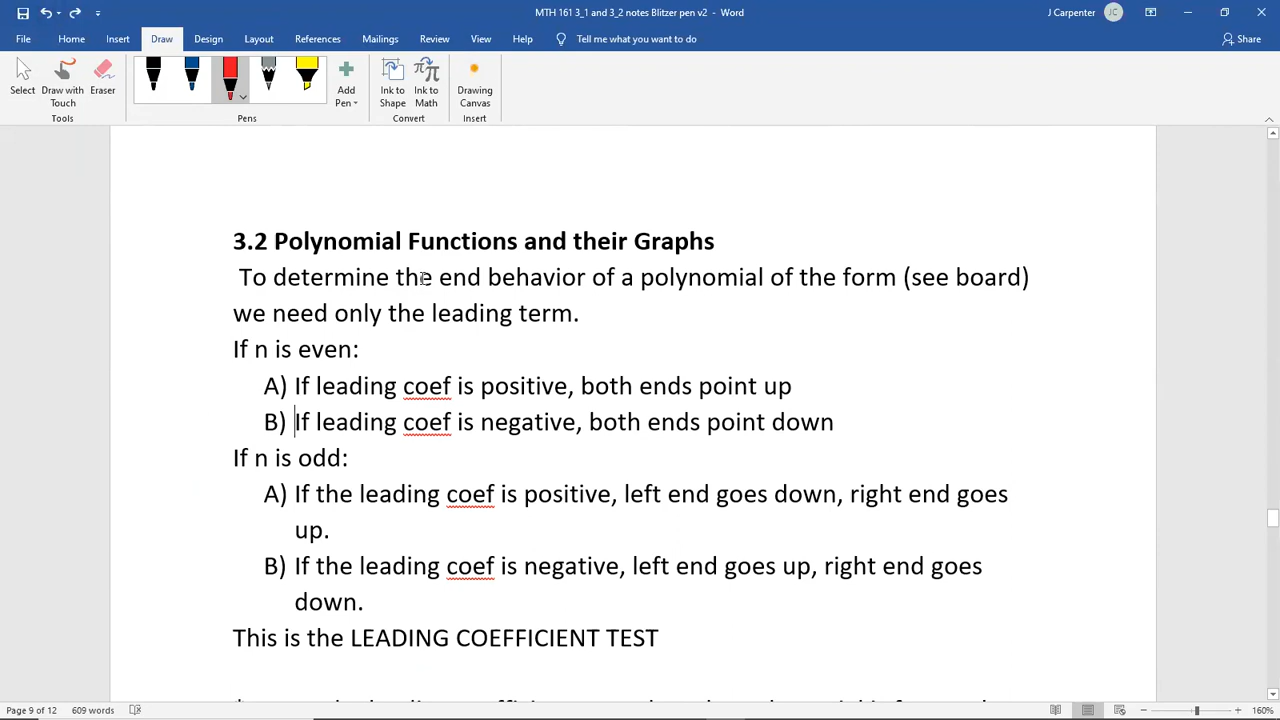 MTH 161 3_1 and 3_2 notes Blitzer pen v2 - Word
J Carpenter JC
File Home Insert Draw Design Layout References Mailings Review View Help Tell me what you want to do Share
Select Draw with Touch Eraser Add Pen Ink to Shape Ink to Math Drawing Canvas
Tools Pens Convert Insert
3.2 Polynomial Functions and their Graphs
To determine the end behavior of a polynomial of the form (see board)
we need only the leading term.
If n is even:
A) If leading coef is positive, both ends point up
B) If leading coef is negative, both ends point down
If n is odd:
A) If the leading coef is positive, left end goes down, right end goes
up.
B) If the leading coef is negative, left end goes up, right end goes
down.
This is the LEADING COEFFICIENT TEST
Page 9 of 12 609 words 160%